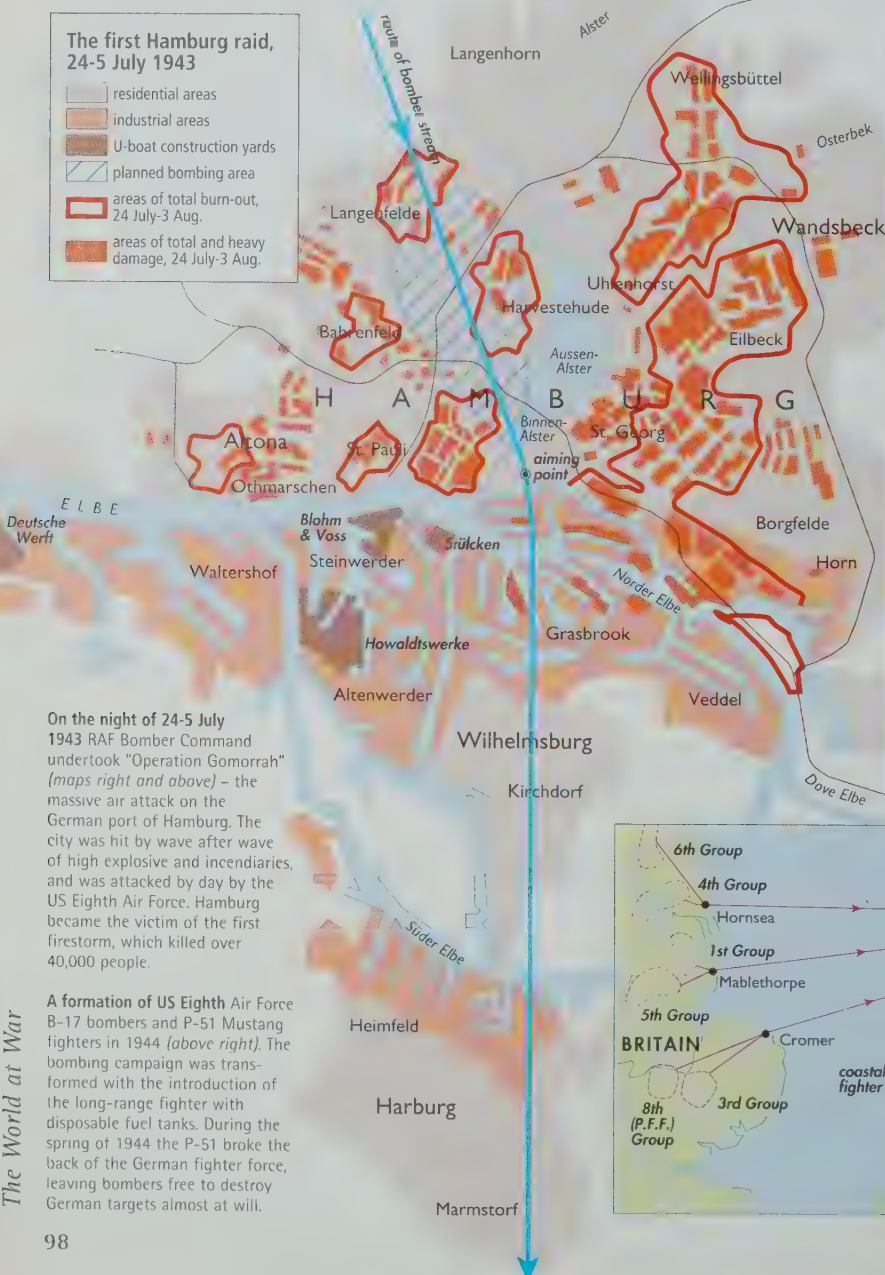 The first Hamburg raid,
24-5 July 1943
residential areas
industrial areas
U-boat construction yards
planned bombing area
areas of total burn-out,
24 July-3 Aug.
areas of total and heavy
damage, 24 July-3 Aug.
route of bomber stream
Langenhorn
Alster
Wellingsbüttel
Osterbek
Langenfelde
Wandsbeck
Uhlenhorst
Harvestehude
Bahrenfeld
Eilbeck
Aussen-
Alster
H A M B U R G
Binnen-
Alster
St. Georg
Altona
St. Pauli
aiming
point
Othmarschen
ELBE
Deutsche
Werft
Blohm
& Voss
Borgfelde
Steinwerder
Stülcken
Horn
Waltershof
Norder Elbe
Howaldtswerke
Grasbrook
Altenwerder
Veddel
Wilhelmsburg
Kirchdorf
Dove Elbe
Süder Elbe
Heimfeld
Harburg
Marmstorf
On the night of 24-5 July
1943 RAF Bomber Command
undertook "Operation Gomorrah"
(maps right and above) – the
massive air attack on the
German port of Hamburg. The
city was hit by wave after wave
of high explosive and incendiaries,
and was attacked by day by the
US Eighth Air Force. Hamburg
became the victim of the first
firestorm, which killed over
40,000 people.
A formation of US Eighth Air Force
B-17 bombers and P-51 Mustang
fighters in 1944 (above right). The
bombing campaign was trans-
formed with the introduction of
the long-range fighter with
disposable fuel tanks. During the
spring of 1944 the P-51 broke the
back of the German fighter force,
leaving bombers free to destroy
German targets almost at will.
6th Group
4th Group
Hornsea
1st Group
Mablethorpe
5th Group
BRITAIN
Cromer
coastal
fighter
3rd Group
8th
(P.F.F.)
Group
The World at War
98